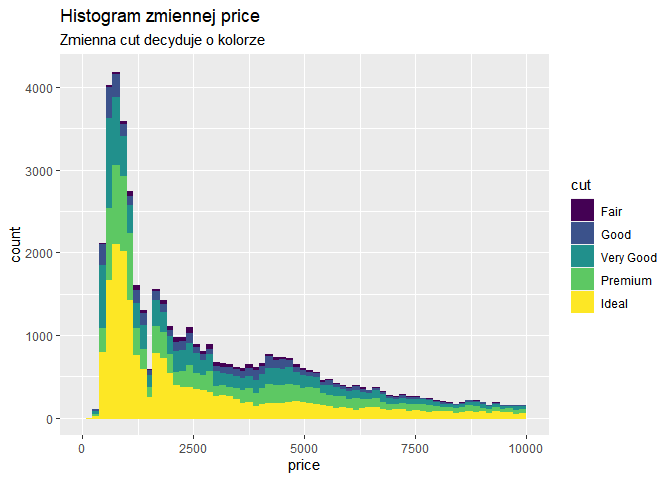 Histogram zmiennej price
Zmienna cut decyduje o kolorze
4000
3000
2000
1000
0
count
0 2500 5000 7500 10000
price
cut
Fair
Good
Very Good
Premium
Ideal